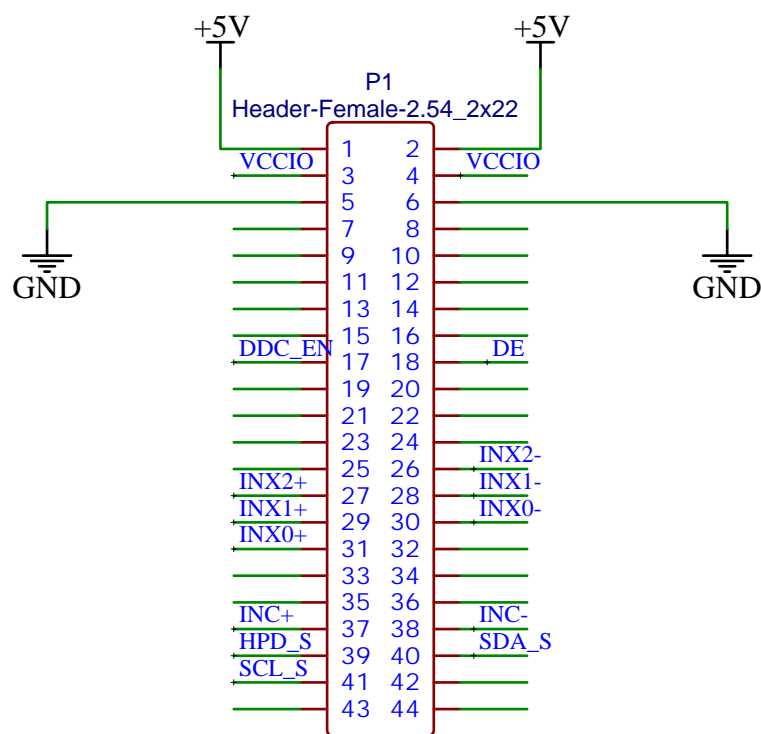 +5V +5V
P1
Header-Female-2.54_2x22
1 2
VCCIO VCCIO
3 4
5 6
7 8
9 10
GND GND
11 12
13 14
15 16
DDC_EN DE
17 18
19 20
21 22
23 24
INX2-
25 26
INX2+ INX1-
27 28
INX1+ INX0-
29 30
INX0+
31 32
33 34
35 36
INC+ INC-
37 38
HPD_S SDA_S
39 40
SCL_S
41 42
43 44